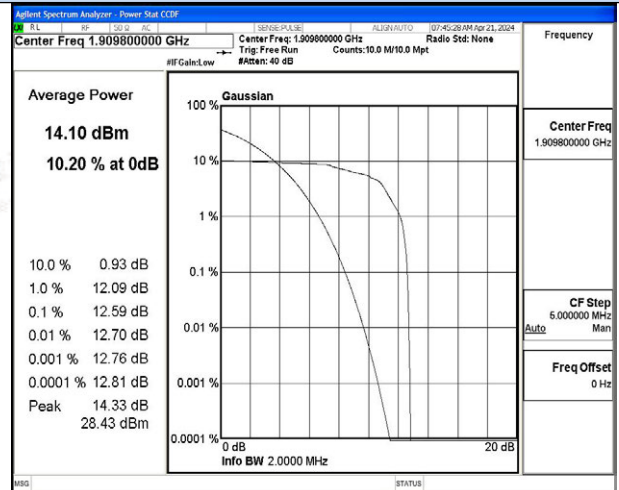 Agilent Spectrum Analyzer - Power Stat CCDF
RL RF 50 Ω AC SENSE:PULSE ALIGNAUTO 07:45:28 AM Apr 21, 2024
Center Freq 1.909800000 GHz
Center Freq: 1.909800000 GHz
Radio Std: None
Trig: Free Run
Counts:10.0 M/10.0 Mpt
#IFGain:Low
#Atten: 40 dB
Frequency
Average Power
14.10 dBm
10.20 % at 0dB
10.0 % 0.93 dB
1.0 % 12.09 dB
0.1 % 12.59 dB
0.01 % 12.70 dB
0.001 % 12.76 dB
0.0001 % 12.81 dB
Peak 14.33 dB
28.43 dBm
Gaussian
100 %
10 %
1 %
0.1 %
0.01 %
0.001 %
0.0001 %
0 dB
20 dB
Info BW 2.0000 MHz
Center Freq
1.909800000 GHz
CF Step
5.000000 MHz
Auto Man
Freq Offset
0 Hz
MSG
STATUS